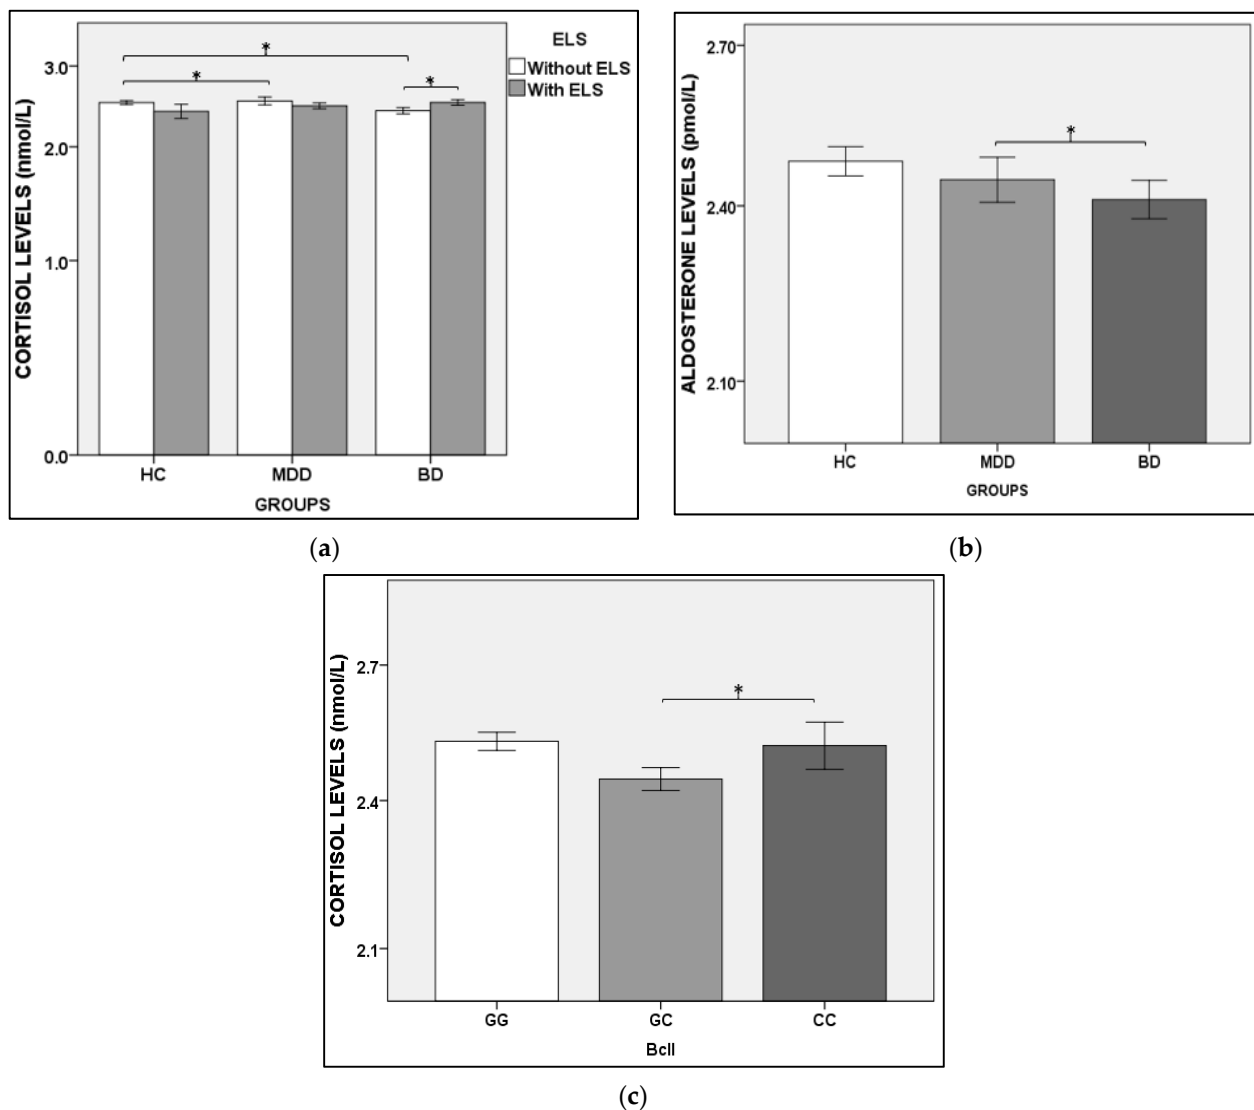 ELS
Without ELS
With ELS
CORTISOL LEVELS (nmol/L)
3.0
2.0
1.0
0.0
*
*
*
HC MDD BD
GROUPS
(a)
ALDOSTERONE LEVELS (pmol/L)
2.70
2.40
2.10
*
HC MDD BD
GROUPS
(b)
CORTISOL LEVELS (nmol/L)
2.7
2.4
2.1
*
GG GC CC
BclI
(c)